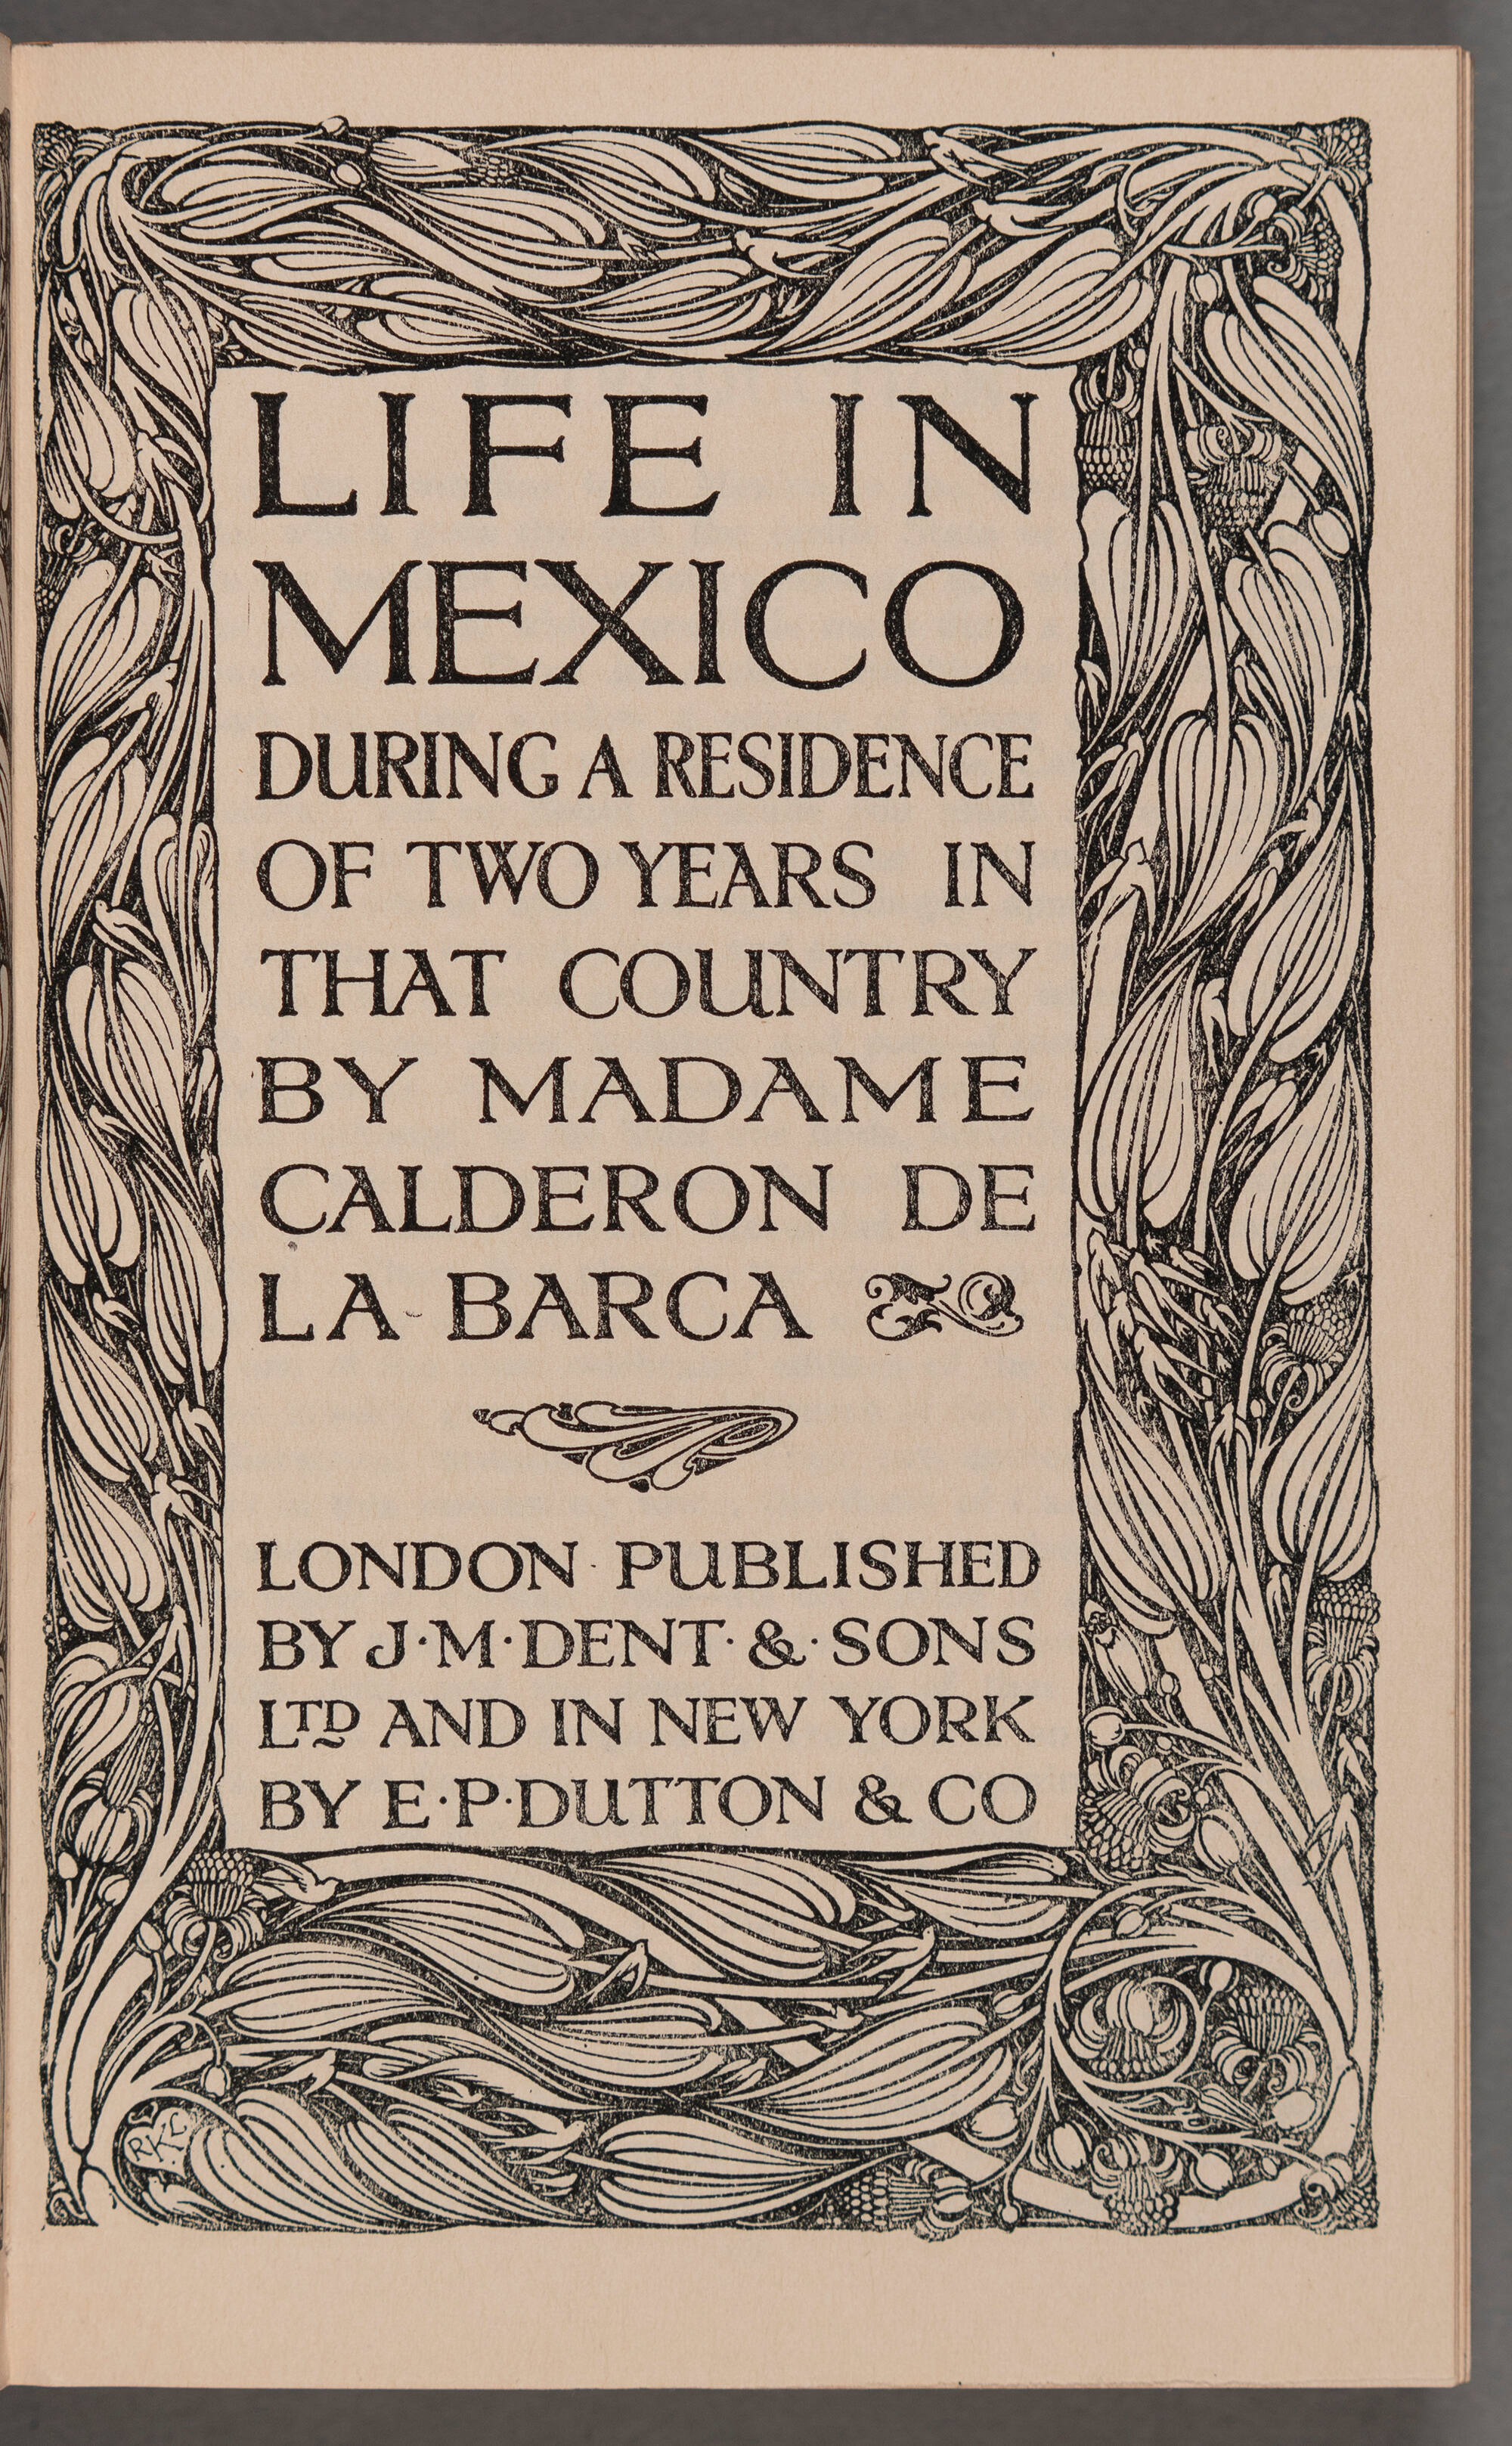 LIFE IN
MEXICO
DURING A RESIDENCE
OF TWO YEARS IN
THAT COUNTRY
BY MADAME
CALDERON DE
LA BARCA
LONDON PUBLISHED
BY J·M·DENT·&·SONS
LTD AND IN NEW YORK
BY E·P·DUTTON & CO
RLK